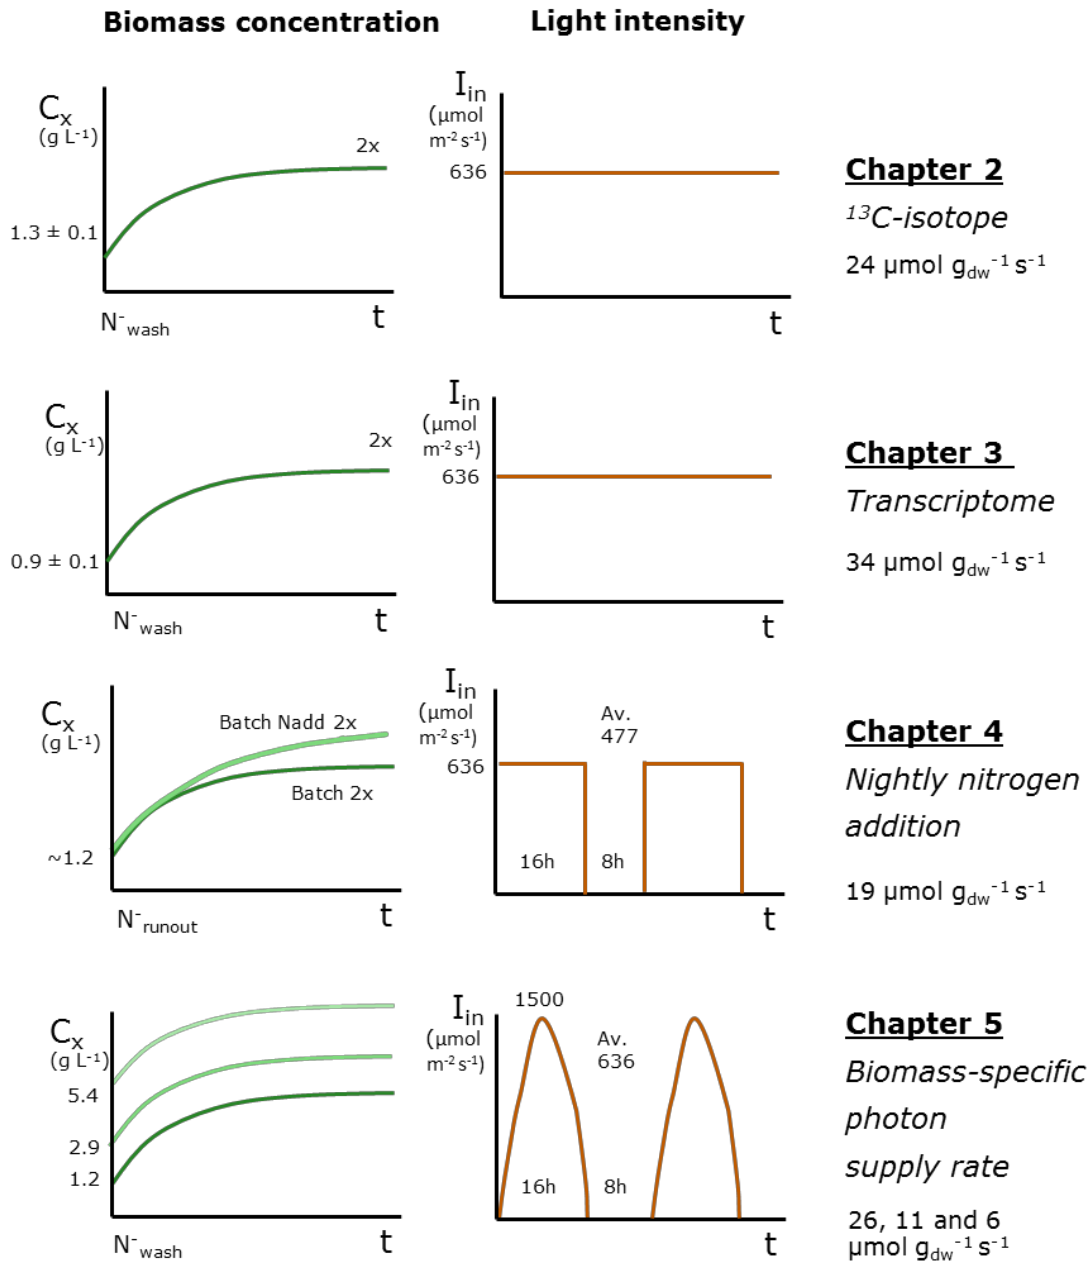 Biomass concentration
Light intensity
Cₓ
(g L⁻¹)
2x
1.3 ± 0.1
N⁻wash
t
Iin
(µmol
m⁻² s⁻¹)
636
t
Chapter 2
¹³C-isotope
24 µmol gdw⁻¹ s⁻¹
Cₓ
(g L⁻¹)
2x
0.9 ± 0.1
N⁻wash
t
Iin
(µmol
m⁻² s⁻¹)
636
t
Chapter 3
Transcriptome
34 µmol gdw⁻¹ s⁻¹
Cₓ
(g L⁻¹)
Batch Nadd 2x
Batch 2x
~1.2
N⁻runout
t
Iin
(µmol
m⁻² s⁻¹)
636
Av.
477
16h
8h
t
Chapter 4
Nightly nitrogen
addition
19 µmol gdw⁻¹ s⁻¹
Cₓ
(g L⁻¹)
5.4
2.9
1.2
N⁻wash
t
Iin
(µmol
m⁻² s⁻¹)
1500
Av.
636
16h
8h
t
Chapter 5
Biomass-specific
photon
supply rate
26, 11 and 6
µmol gdw⁻¹ s⁻¹